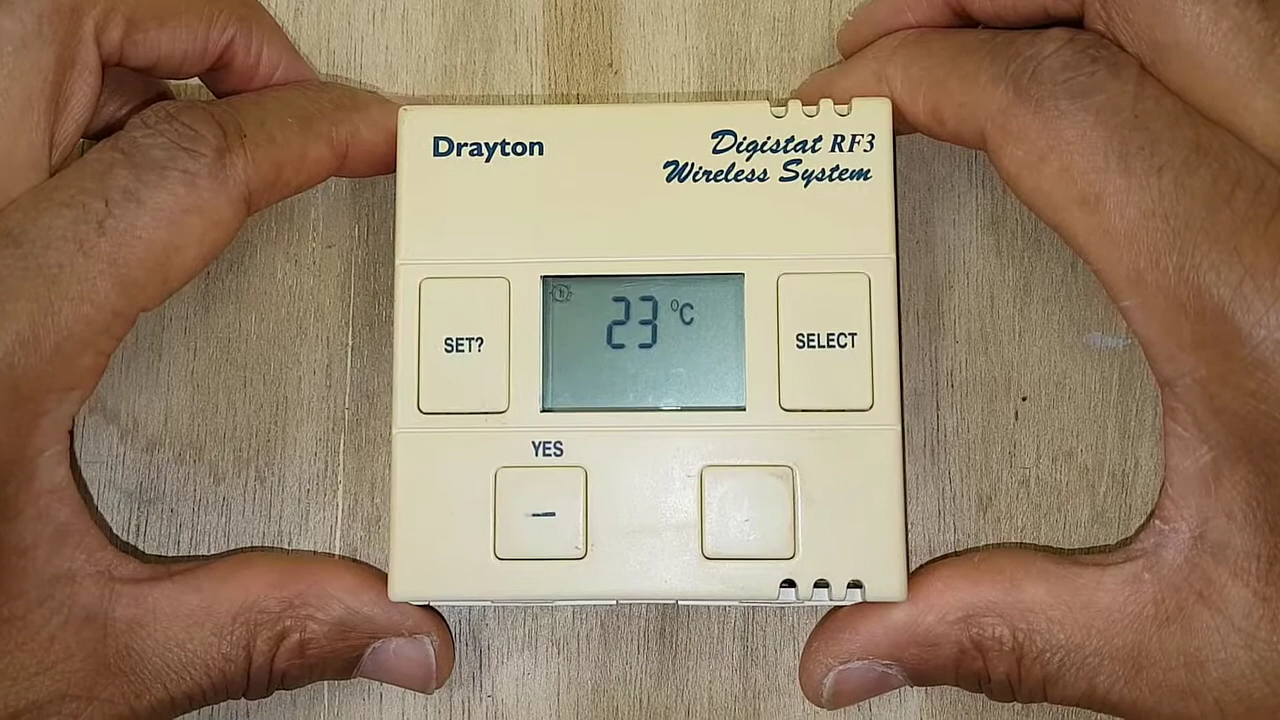 Drayton
Digistat RF3
Wireless System
SET?
23 °C
SELECT
YES
–